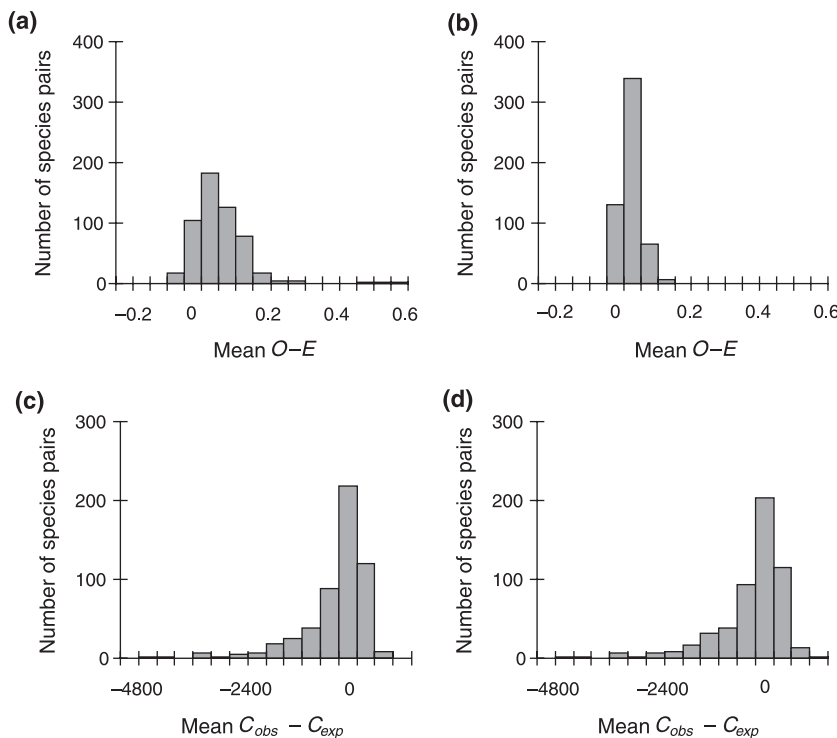 (a)
400
300
200
100
0
Number of species pairs
–0.2 0 0.2 0.4 0.6
Mean O–E
(b)
400
300
200
100
0
Number of species pairs
–0.2 0 0.2 0.4 0.6
Mean O–E
(c)
300
200
100
0
Number of species pairs
–4800 –2400 0
Mean Cobs – Cexp
(d)
300
200
100
0
Number of species pairs
–4800 –2400 0
Mean Cobs – Cexp